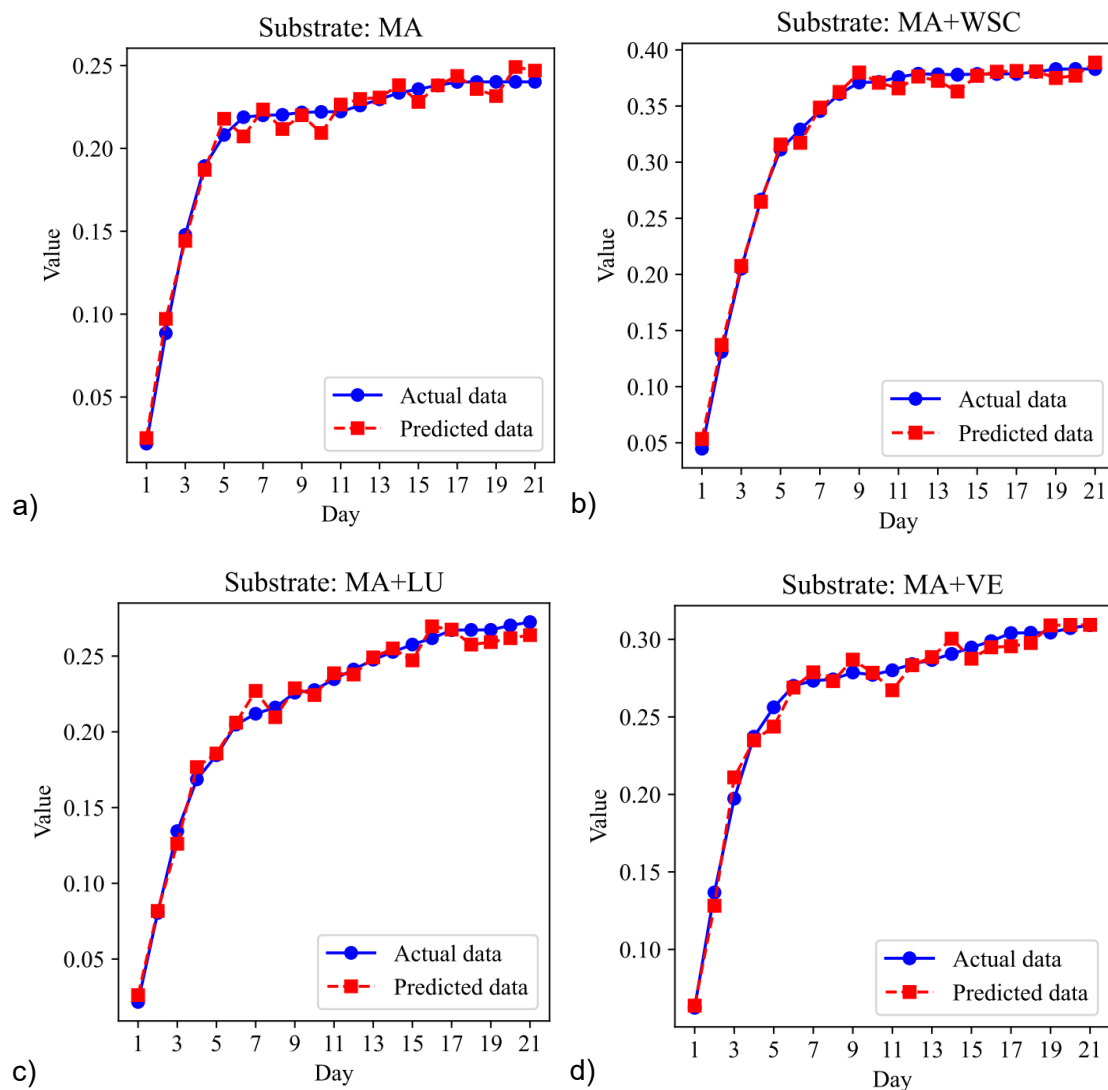 Substrate: MA
0.25
0.20
0.15
0.10
0.05
Value
Actual data
Predicted data
1 3 5 7 9 11 13 15 17 19 21
Day
a)
Substrate: MA+WSC
0.40
0.35
0.30
0.25
0.20
0.15
0.10
0.05
Value
Actual data
Predicted data
1 3 5 7 9 11 13 15 17 19 21
Day
b)
Substrate: MA+LU
0.25
0.20
0.15
0.10
0.05
Value
Actual data
Predicted data
1 3 5 7 9 11 13 15 17 19 21
Day
c)
Substrate: MA+VE
0.30
0.25
0.20
0.15
0.10
Value
Actual data
Predicted data
1 3 5 7 9 11 13 15 17 19 21
Day
d)